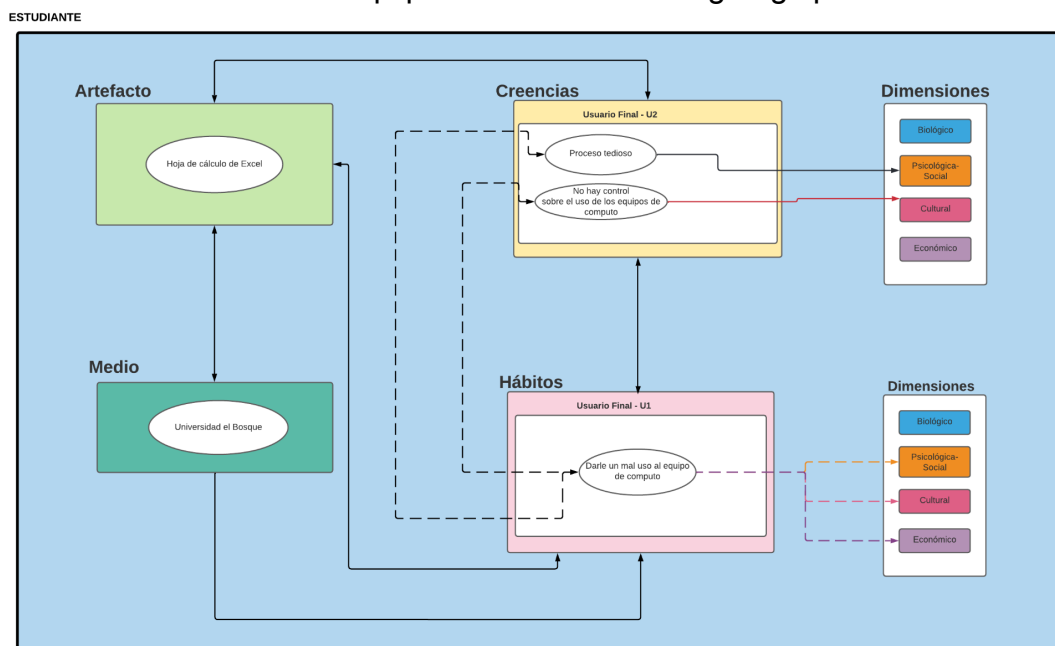 ESTUDIANTE
Artefacto
Hoja de cálculo de Excel
Creencias
Usuario Final - U2
Proceso tedioso
No hay control
sobre el uso de los equipos de
computo
Dimensiones
Biológico
Psicológica-
Social
Cultural
Económico
Medio
Universidad el Bosque
Hábitos
Usuario Final - U1
Darle un mal uso al equipo
de computo
Dimensiones
Biológico
Psicológica-
Social
Cultural
Económico